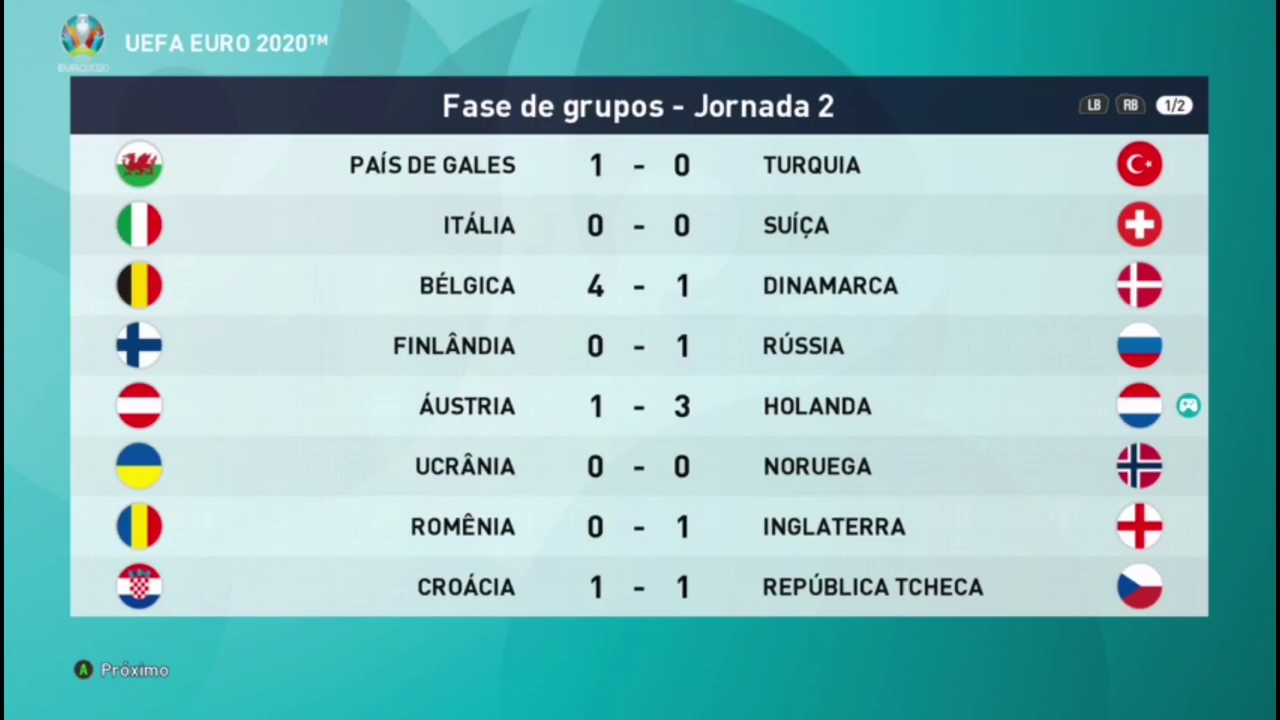 UEFA EURO 2020™
EURO2020
Fase de grupos - Jornada 2
LB RB 1/2
PAÍS DE GALES 1 - 0 TURQUIA
ITÁLIA 0 - 0 SUÍÇA
BÉLGICA 4 - 1 DINAMARCA
FINLÂNDIA 0 - 1 RÚSSIA
ÁUSTRIA 1 - 3 HOLANDA
UCRÂNIA 0 - 0 NORUEGA
ROMÊNIA 0 - 1 INGLATERRA
CROÁCIA 1 - 1 REPÚBLICA TCHECA
A Próximo